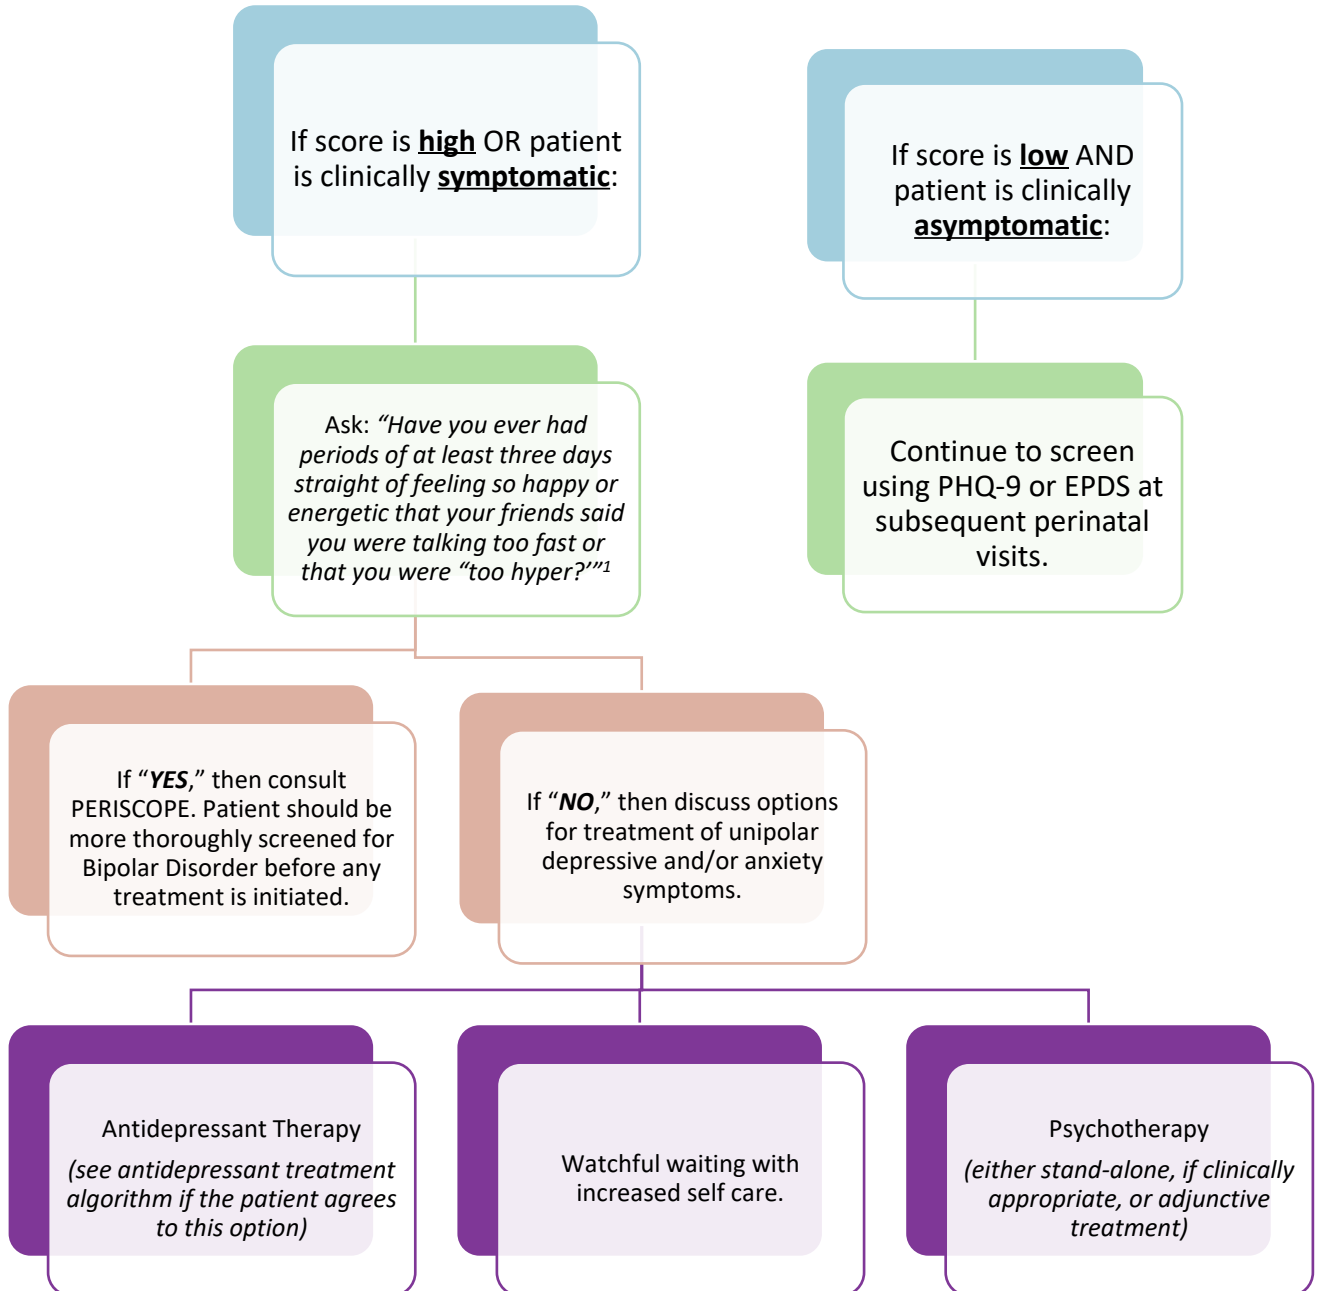 If score is high OR patient
is clinically symptomatic:
If score is low AND
patient is clinically
asymptomatic:
Ask: “Have you ever had
periods of at least three days
straight of feeling so happy or
energetic that your friends said
you were talking too fast or
that you were “too hyper?’”1
Continue to screen
using PHQ-9 or EPDS at
subsequent perinatal
visits.
If “YES,” then consult
PERISCOPE. Patient should be
more thoroughly screened for
Bipolar Disorder before any
treatment is initiated.
If “NO,” then discuss options
for treatment of unipolar
depressive and/or anxiety
symptoms.
Antidepressant Therapy
(see antidepressant treatment
algorithm if the patient agrees
to this option)
Watchful waiting with
increased self care.
Psychotherapy
(either stand-alone, if clinically
appropriate, or adjunctive
treatment)